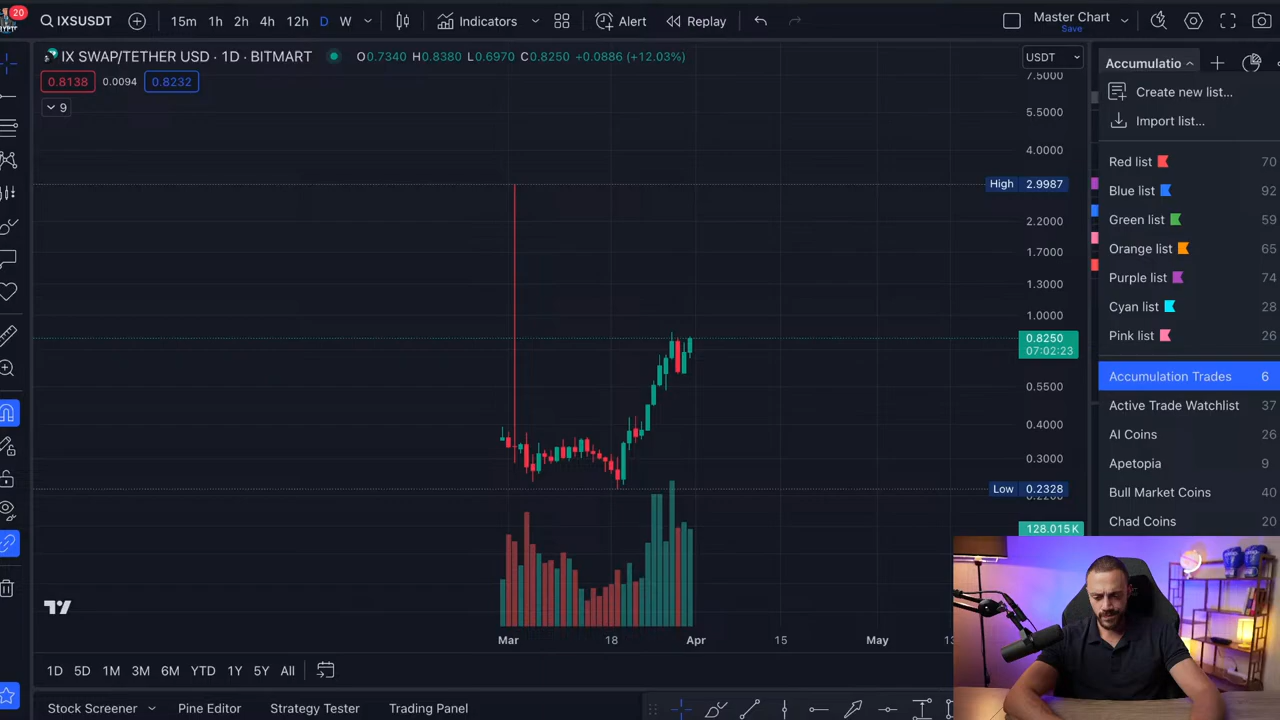 20
IXSUSDT
15m 1h 2h 4h 12h D W
Indicators
Alert
Replay
Master Chart
Save
IX SWAP/TETHER USD · 1D · BITMART
O0.7340 H0.8380 L0.6970 C0.8250 +0.0886 (+12.03%)
0.8138 0.0094 0.8232
9
USDT
7.5000
5.5000
4.0000
High 2.9987
2.2000
1.7000
1.3000
1.0000
0.8250
07:02:23
0.5500
0.4000
0.3000
Low 0.2328
128.015K
Mar 18 Apr 15 May
1D 5D 1M 3M 6M YTD 1Y 5Y All
Stock Screener Pine Editor Strategy Tester Trading Panel
Accumulatio
Create new list...
Import list...
Red list 70
Blue list 92
Green list 59
Orange list 65
Purple list 74
Cyan list 28
Pink list 26
Accumulation Trades 6
Active Trade Watchlist 37
AI Coins 26
Apetopia 9
Bull Market Coins 40
Chad Coins 20